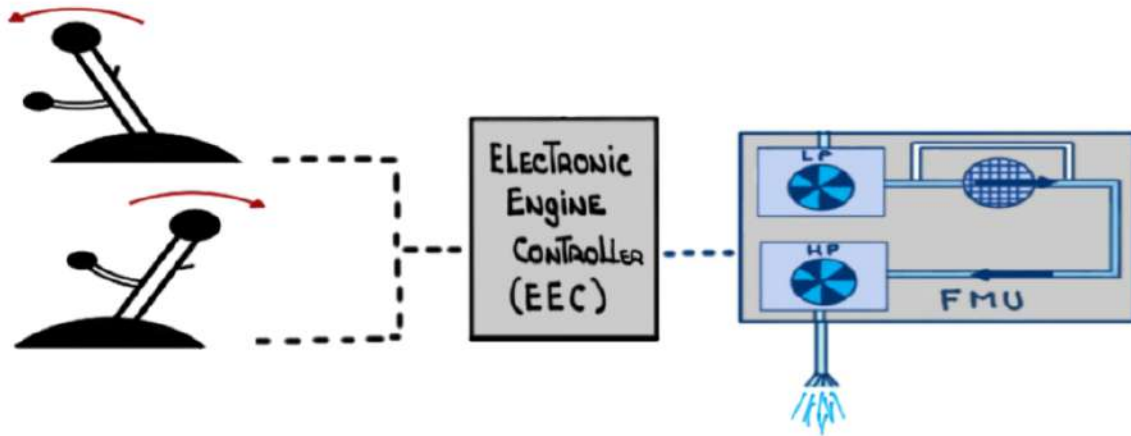 ELECTRONIC
ENGINE
CONTROLLER
(EEC)
LP
HP
FMU